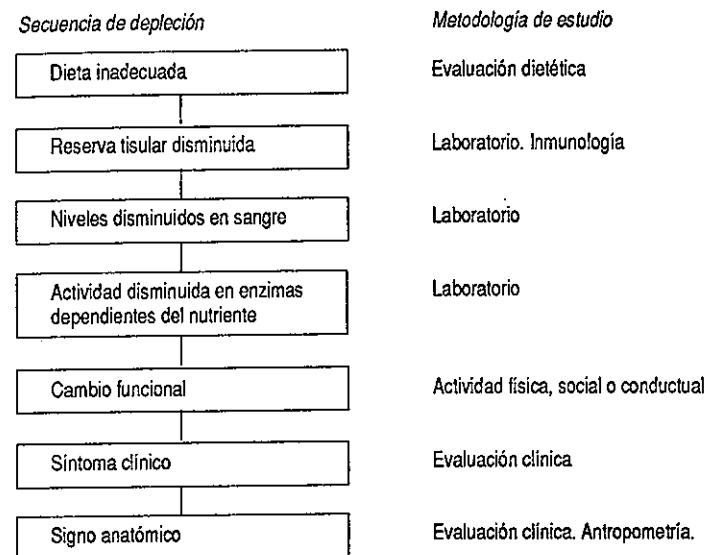 Secuencia de depleción
Metodología de estudio
Dieta inadecuada
Evaluación dietética
Reserva tisular disminuida
Laboratorio. Inmunología
Niveles disminuidos en sangre
Laboratorio
Actividad disminuida en enzimas
dependientes del nutriente
Laboratorio
Cambio funcional
Actividad física, social o conductual
Síntoma clínico
Evaluación clínica
Signo anatómico
Evaluación clínica. Antropometría.